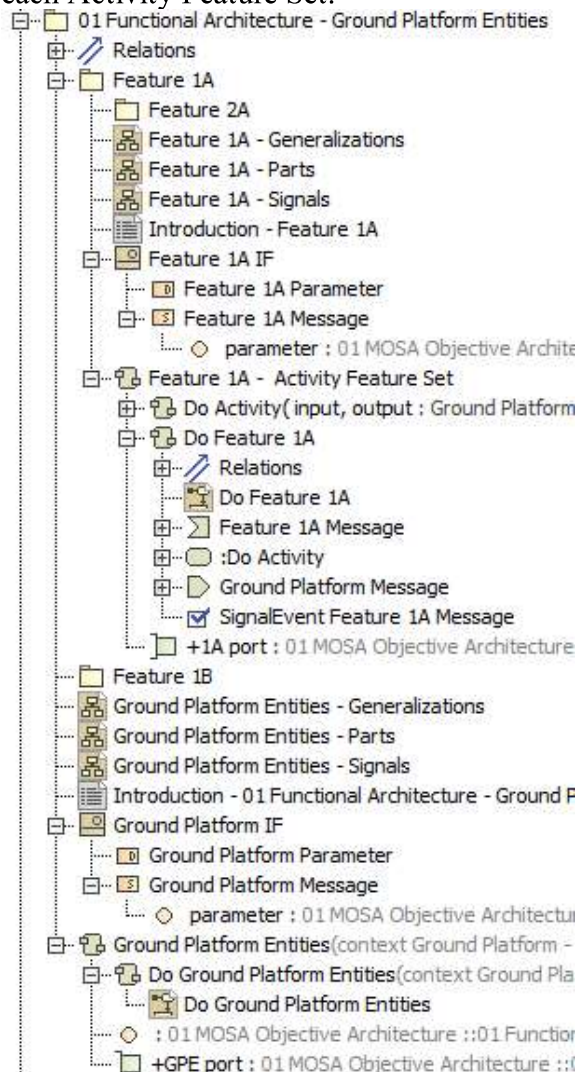 each Activity Feature Set.
01 Functional Architecture - Ground Platform Entities
Relations
Feature 1A
Feature 2A
Feature 1A - Generalizations
Feature 1A - Parts
Feature 1A - Signals
Introduction - Feature 1A
Feature 1A IF
Feature 1A Parameter
Feature 1A Message
parameter : 01 MOSA Objective Archite
Feature 1A - Activity Feature Set
Do Activity( input, output : Ground Platform
Do Feature 1A
Relations
Do Feature 1A
Feature 1A Message
:Do Activity
Ground Platform Message
SignalEvent Feature 1A Message
+1A port : 01 MOSA Objective Architecture
Feature 1B
Ground Platform Entities - Generalizations
Ground Platform Entities - Parts
Ground Platform Entities - Signals
Introduction - 01 Functional Architecture - Ground P
Ground Platform IF
Ground Platform Parameter
Ground Platform Message
parameter : 01 MOSA Objective Architectur
Ground Platform Entities(context Ground Platform -
Do Ground Platform Entities(context Ground Pla
Do Ground Platform Entities
: 01 MOSA Objective Architecture ::01 Function
+GPE port : 01 MOSA Objective Architecture ::0